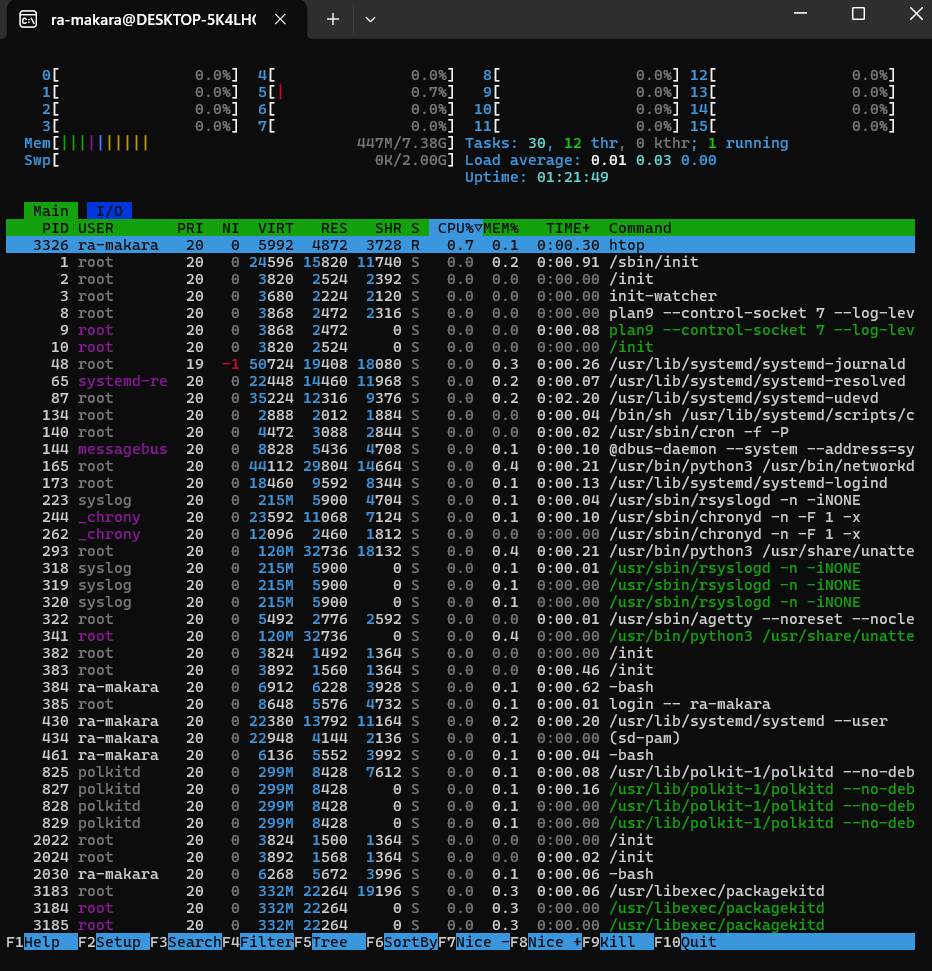 ra-makara@DESKTOP-5K4LH
0[ 0.0%] 4[ 0.0%] 8[ 0.0%] 12[ 0.0%]
1[ 0.0%] 5[| 0.7%] 9[ 0.0%] 13[ 0.0%]
2[ 0.0%] 6[ 0.0%] 10[ 0.0%] 14[ 0.0%]
3[ 0.0%] 7[ 0.0%] 11[ 0.0%] 15[ 0.0%]
Mem[|||||||||| 447M/7.38G] Tasks: 30, 12 thr, 0 kthr; 1 running
Swp[ 0K/2.00G] Load average: 0.01 0.03 0.00
Uptime: 01:21:49
Main I/O
PID USER PRI NI VIRT RES SHR S CPU%▽MEM% TIME+ Command
3326 ra-makara 20 0 5992 4872 3728 R 0.7 0.1 0:00.30 htop
1 root 20 0 24596 15820 11740 S 0.0 0.2 0:00.91 /sbin/init
2 root 20 0 3820 2524 2392 S 0.0 0.0 0:00.00 /init
3 root 20 0 3680 2224 2120 S 0.0 0.0 0:00.00 init-watcher
8 root 20 0 3868 2472 2316 S 0.0 0.0 0:00.00 plan9 --control-socket 7 --log-lev
9 root 20 0 3868 2472 0 S 0.0 0.0 0:00.08 plan9 --control-socket 7 --log-lev
10 root 20 0 3820 2524 0 S 0.0 0.0 0:00.00 /init
48 root 19 -1 50724 19408 18080 S 0.0 0.3 0:00.26 /usr/lib/systemd/systemd-journald
65 systemd-re 20 0 22448 14460 11968 S 0.0 0.2 0:00.07 /usr/lib/systemd/systemd-resolved
87 root 20 0 35224 12316 9376 S 0.0 0.2 0:02.20 /usr/lib/systemd/systemd-udevd
134 root 20 0 2888 2012 1884 S 0.0 0.0 0:00.04 /bin/sh /usr/lib/systemd/scripts/c
140 root 20 0 4472 3088 2844 S 0.0 0.0 0:00.02 /usr/sbin/cron -f -P
144 messagebus 20 0 8828 5436 4708 S 0.0 0.1 0:00.10 @dbus-daemon --system --address=sy
165 root 20 0 44112 29804 14664 S 0.0 0.4 0:00.21 /usr/bin/python3 /usr/bin/networkd
173 root 20 0 18460 9592 8344 S 0.0 0.1 0:00.13 /usr/lib/systemd/systemd-logind
223 syslog 20 0 215M 5900 4704 S 0.0 0.1 0:00.04 /usr/sbin/rsyslogd -n -iNONE
244 _chrony 20 0 23592 11068 7124 S 0.0 0.1 0:00.10 /usr/sbin/chronyd -n -F 1 -x
262 _chrony 20 0 12096 2460 1812 S 0.0 0.0 0:00.00 /usr/sbin/chronyd -n -F 1 -x
293 root 20 0 120M 32736 18132 S 0.0 0.4 0:00.21 /usr/bin/python3 /usr/share/unatte
318 syslog 20 0 215M 5900 0 S 0.0 0.1 0:00.01 /usr/sbin/rsyslogd -n -iNONE
319 syslog 20 0 215M 5900 0 S 0.0 0.1 0:00.00 /usr/sbin/rsyslogd -n -iNONE
320 syslog 20 0 215M 5900 0 S 0.0 0.1 0:00.00 /usr/sbin/rsyslogd -n -iNONE
322 root 20 0 5492 2776 2592 S 0.0 0.0 0:00.01 /usr/sbin/agetty --noreset --nocle
341 root 20 0 120M 32736 0 S 0.0 0.4 0:00.00 /usr/bin/python3 /usr/share/unatte
382 root 20 0 3824 1492 1364 S 0.0 0.0 0:00.00 /init
383 root 20 0 3892 1560 1364 S 0.0 0.0 0:00.46 /init
384 ra-makara 20 0 6912 6228 3928 S 0.0 0.1 0:00.62 -bash
385 root 20 0 8648 5576 4732 S 0.0 0.1 0:00.01 login -- ra-makara
430 ra-makara 20 0 22380 13792 11164 S 0.0 0.2 0:00.20 /usr/lib/systemd/systemd --user
434 ra-makara 20 0 22948 4144 2136 S 0.0 0.1 0:00.00 (sd-pam)
461 ra-makara 20 0 6136 5552 3992 S 0.0 0.1 0:00.04 -bash
825 polkitd 20 0 299M 8428 7612 S 0.0 0.1 0:00.08 /usr/lib/polkit-1/polkitd --no-deb
827 polkitd 20 0 299M 8428 0 S 0.0 0.1 0:00.16 /usr/lib/polkit-1/polkitd --no-deb
828 polkitd 20 0 299M 8428 0 S 0.0 0.1 0:00.00 /usr/lib/polkit-1/polkitd --no-deb
829 polkitd 20 0 299M 8428 0 S 0.0 0.1 0:00.00 /usr/lib/polkit-1/polkitd --no-deb
2022 root 20 0 3824 1500 1364 S 0.0 0.0 0:00.00 /init
2024 root 20 0 3892 1568 1364 S 0.0 0.0 0:00.02 /init
2030 ra-makara 20 0 6268 5672 3996 S 0.0 0.1 0:00.06 -bash
3183 root 20 0 332M 22264 19196 S 0.0 0.3 0:00.06 /usr/libexec/packagekitd
3184 root 20 0 332M 22264 0 S 0.0 0.3 0:00.00 /usr/libexec/packagekitd
3185 root 20 0 332M 22264 0 S 0.0 0.3 0:00.00 /usr/libexec/packagekitd
F1Help F2Setup F3SearchF4FilterF5Tree F6SortByF7Nice -F8Nice +F9Kill F10Quit